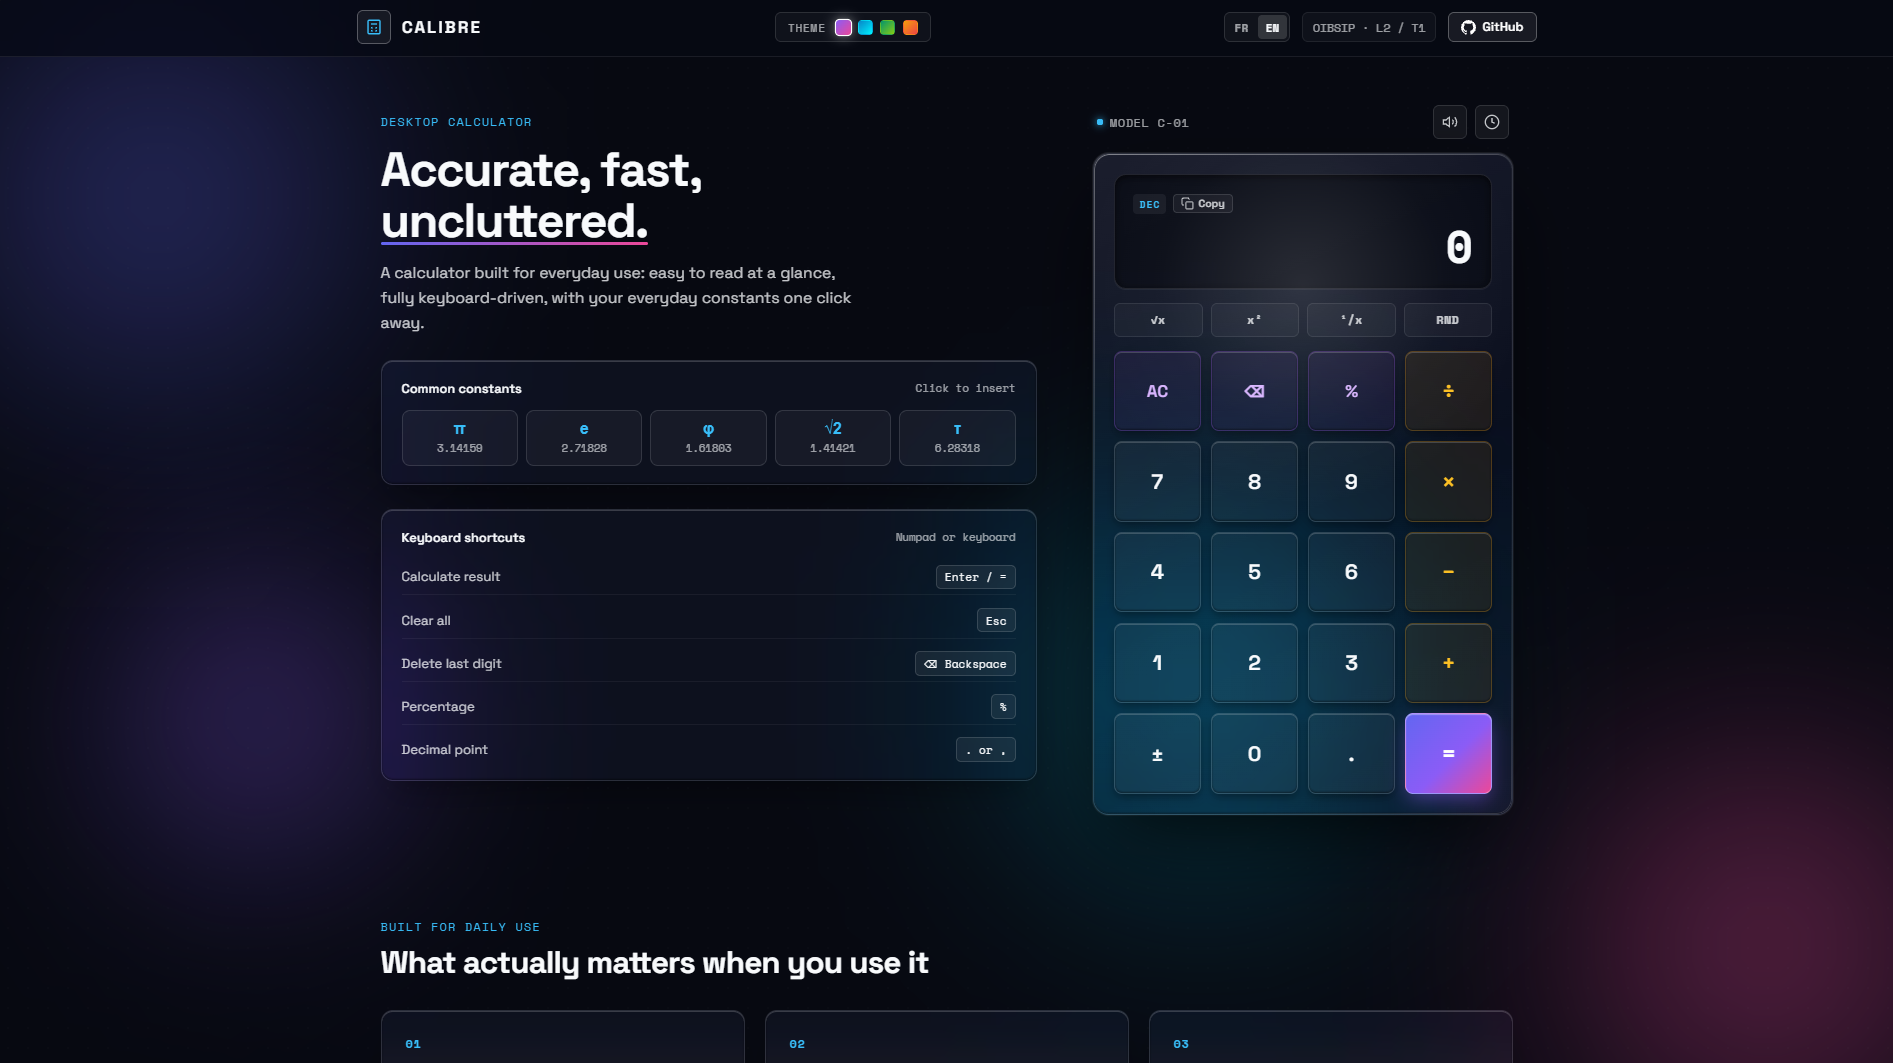 CALIBRE
THEME
FR EN
OIBSIP · L2 / T1
GitHub
DESKTOP CALCULATOR
Accurate, fast,
uncluttered.
A calculator built for everyday use: easy to read at a glance,
fully keyboard-driven, with your everyday constants one click
away.
Common constants
Click to insert
π e φ √2 τ
3.14159 2.71828 1.61803 1.41421 6.28318
Keyboard shortcuts
Numpad or keyboard
Calculate result
Enter / =
Clear all
Esc
Delete last digit
⌫ Backspace
Percentage
%
Decimal point
. or ,
MODEL C-01
DEC Copy
0
√x x² ¹/x RND
AC ⌫ % ÷
7 8 9 ×
4 5 6 −
1 2 3 +
± 0 . =
BUILT FOR DAILY USE
What actually matters when you use it
01 02 03